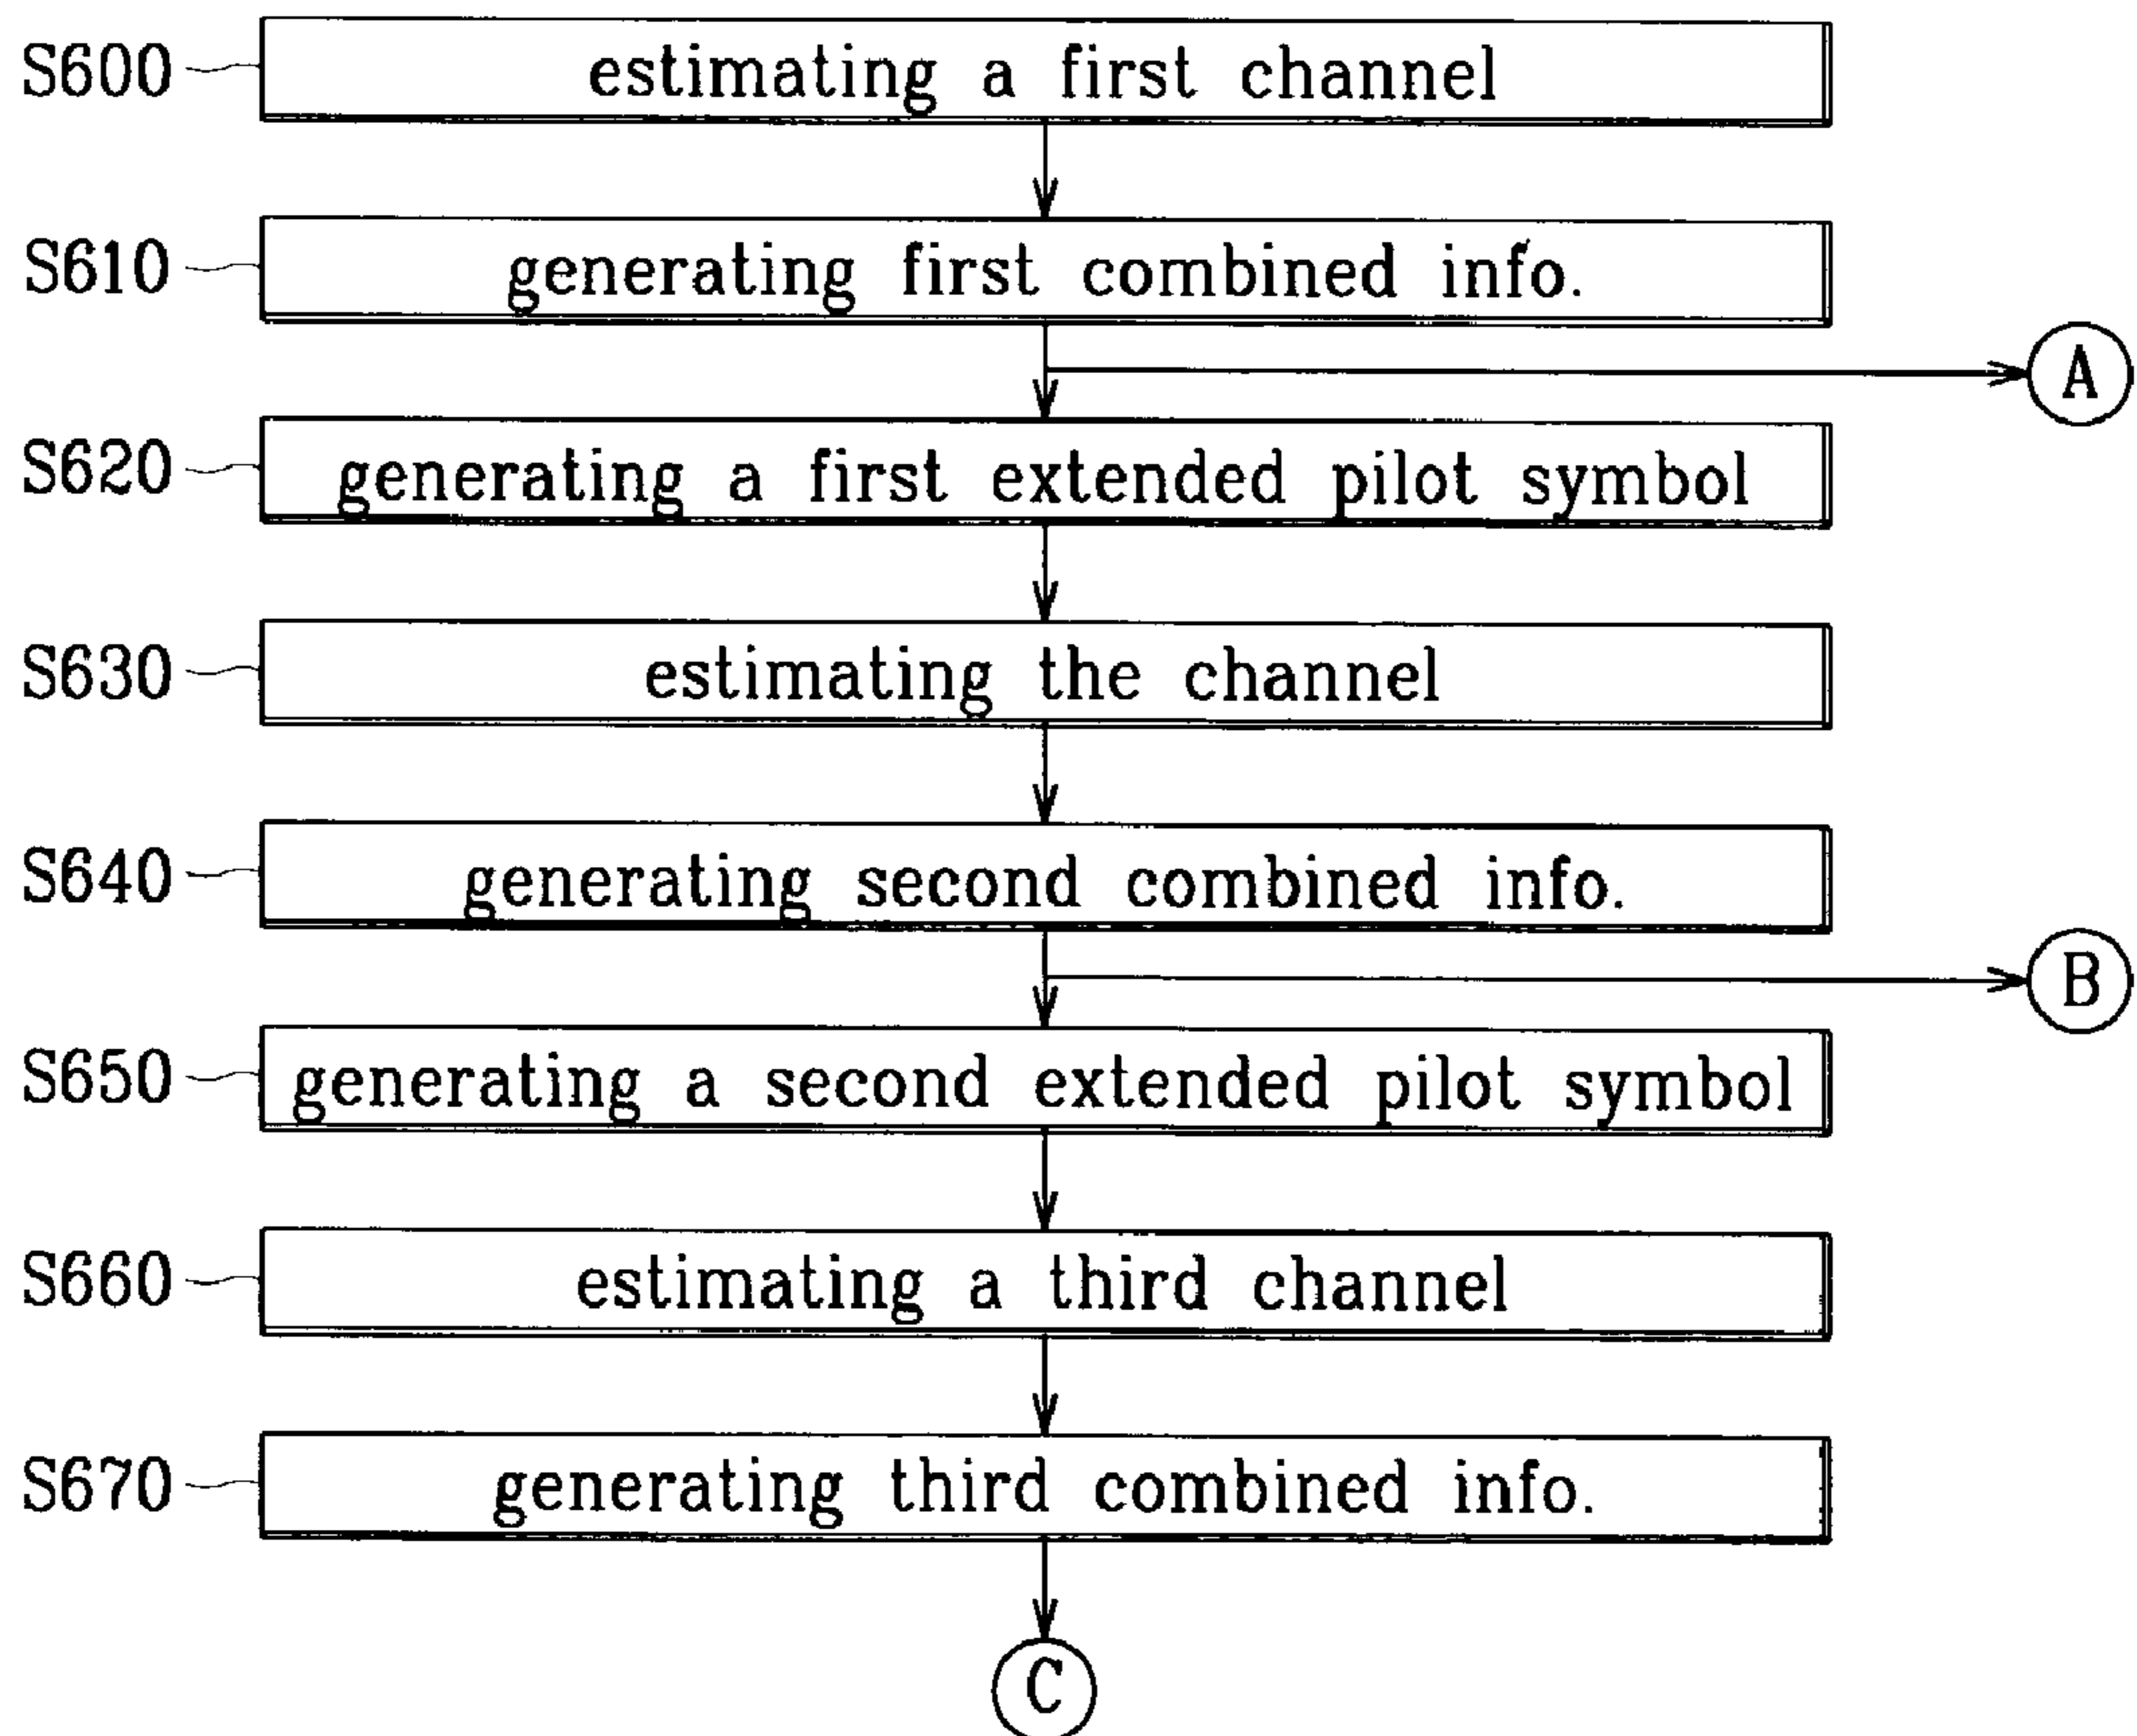 S600 estimating a first channel
S610 generating first combined info.
A
S620 generating a first extended pilot symbol
S630 estimating the channel
S640 generating second combined info.
B
S650 generating a second extended pilot symbol
S660 estimating a third channel
S670 generating third combined info.
C